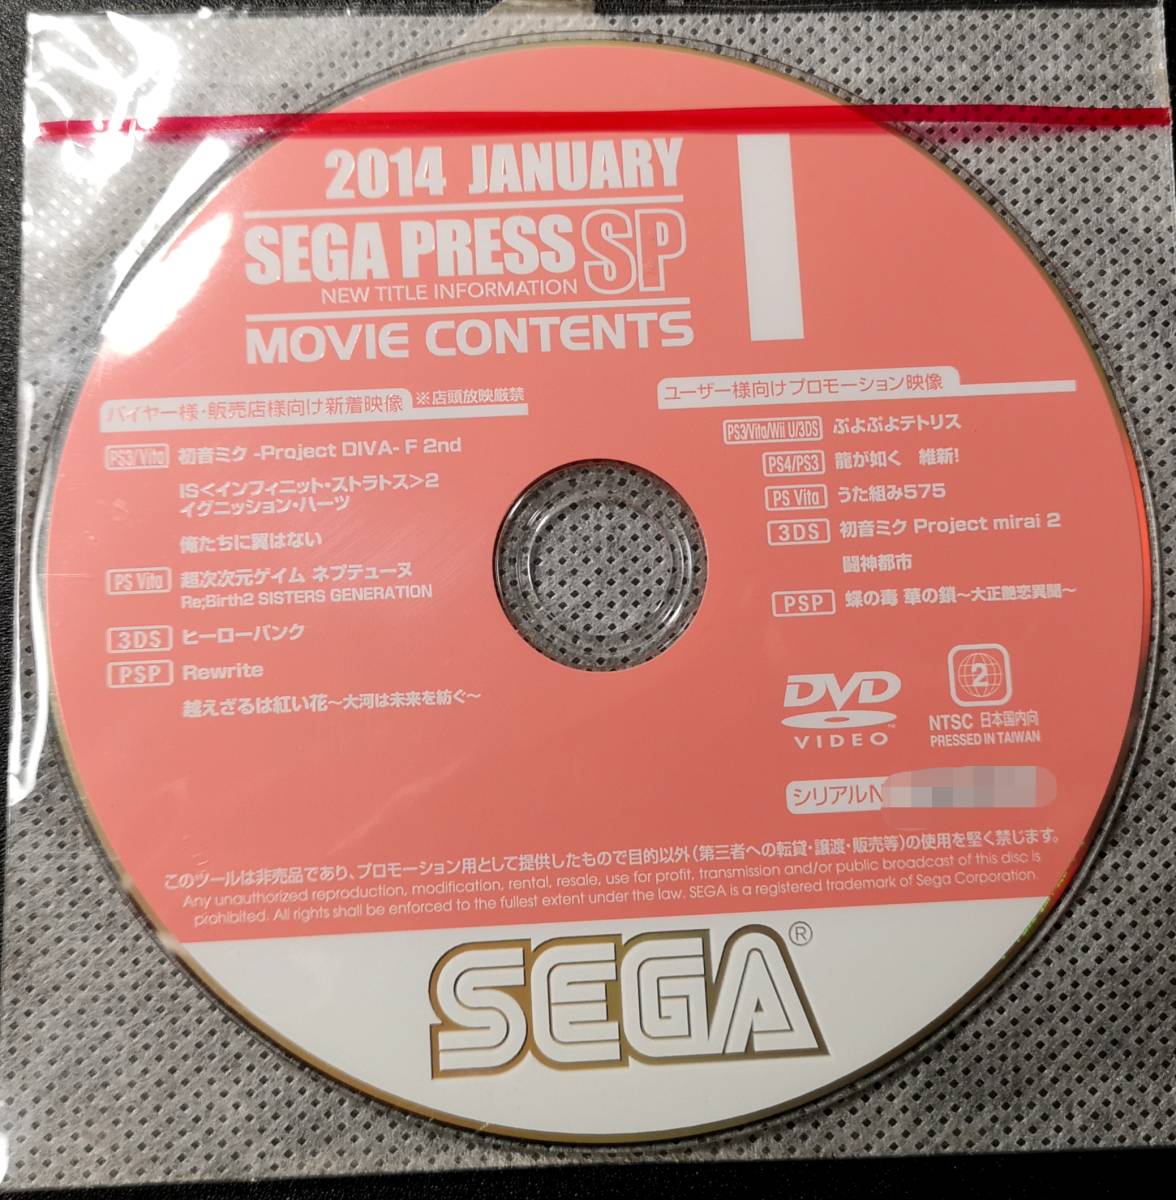 2014 JANUARY
SEGA PRESS SP
NEW TITLE INFORMATION
MOVIE CONTENTS
バイヤー様・販売店様向け新着映像 ※店頭放映厳禁
PS3/Vita 初音ミク -Project DIVA- F 2nd
IS<インフィニット・ストラトス>2
イグニッション・ハーツ
俺たちに翼はない
PS Vita 超次次元ゲイム ネプテューヌ
Re;Birth2 SISTERS GENERATION
3DS ヒーローバンク
PSP Rewrite
越えざるは紅い花～大河は未来を紡ぐ～
ユーザー様向けプロモーション映像
PS3/Vita/Wii U/3DS ぷよぷよテトリス
PS4/PS3 龍が如く 維新!
PS Vita うた組み575
3DS 初音ミク Project mirai 2
闘神都市
PSP 蝶の毒 華の鎖～大正艶恋異聞～
DVD
VIDEO
2
NTSC 日本国内向
PRESSED IN TAIWAN
シリアルN
このツールは非売品であり、プロモーション用として提供したもので目的以外(第三者への転貸・譲渡・販売等)の使用を堅く禁じます。
Any unauthorized reproduction, modification, rental, resale, use for profit, transmission and/or public broadcast of this disc is
prohibited. All rights shall be enforced to the fullest extent under the law. SEGA is a registered trademark of Sega Corporation.
SEGA®